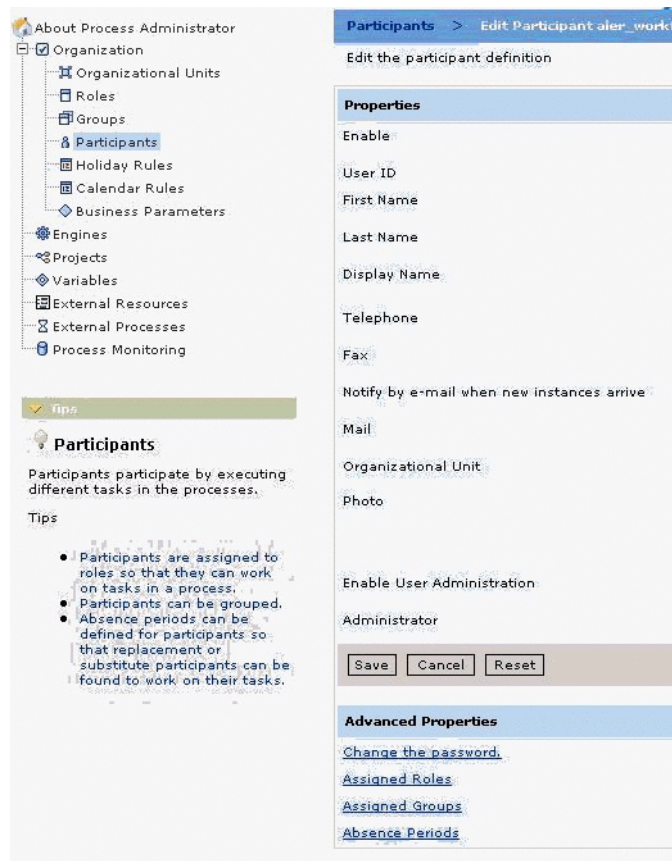 About Process Administrator
Organization
Organizational Units
Roles
Groups
Participants
Holiday Rules
Calendar Rules
Business Parameters
Engines
Projects
Variables
External Resources
External Processes
Process Monitoring
Tips
Participants
Participants participate by executing
different tasks in the processes.
Tips
Participants are assigned to
roles so that they can work
on tasks in a process.
Participants can be grouped.
Absence periods can be
defined for participants so
that replacement or
substitute participants can be
found to work on their tasks.
Participants > Edit Participant
Edit the participant definition
Properties
Enable
User ID
First Name
Last Name
Display Name
Telephone
Fax
Notify by e-mail when new instances arrive
Mail
Organizational Unit
Photo
Enable User Administration
Administrator
Save Cancel Reset
Advanced Properties
Change the password.
Assigned Roles
Assigned Groups
Absence Periods